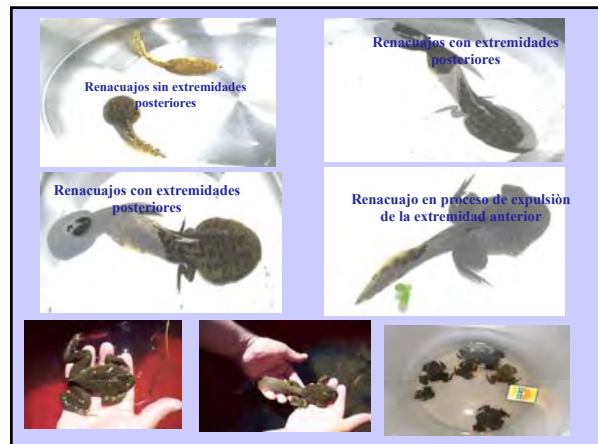 Renacuajos sin extremidades
posteriores
Renacuajos con extremidades
posteriores
Renacuajos con extremidades
posteriores
Renacuajo en proceso de expulsiòn
de la extremidad anterior